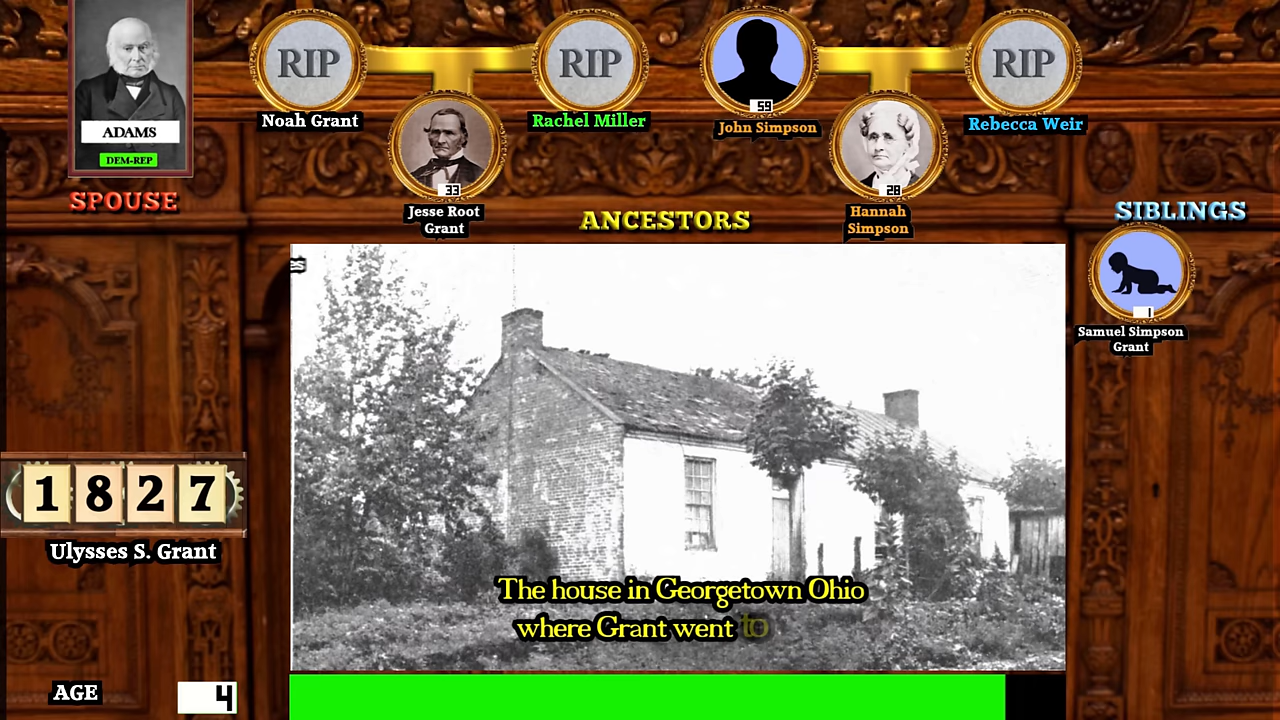 RIP
RIP
RIP
59
ADAMS
DEM-REP
Noah Grant
Rachel Miller
John Simpson
Rebecca Weir
33
28
SPOUSE
Jesse Root
Grant
ANCESTORS
Hannah
Simpson
SIBLINGS
1
Samuel Simpson
Grant
1827
Ulysses S. Grant
The house in Georgetown Ohio
where Grant went to
AGE
4